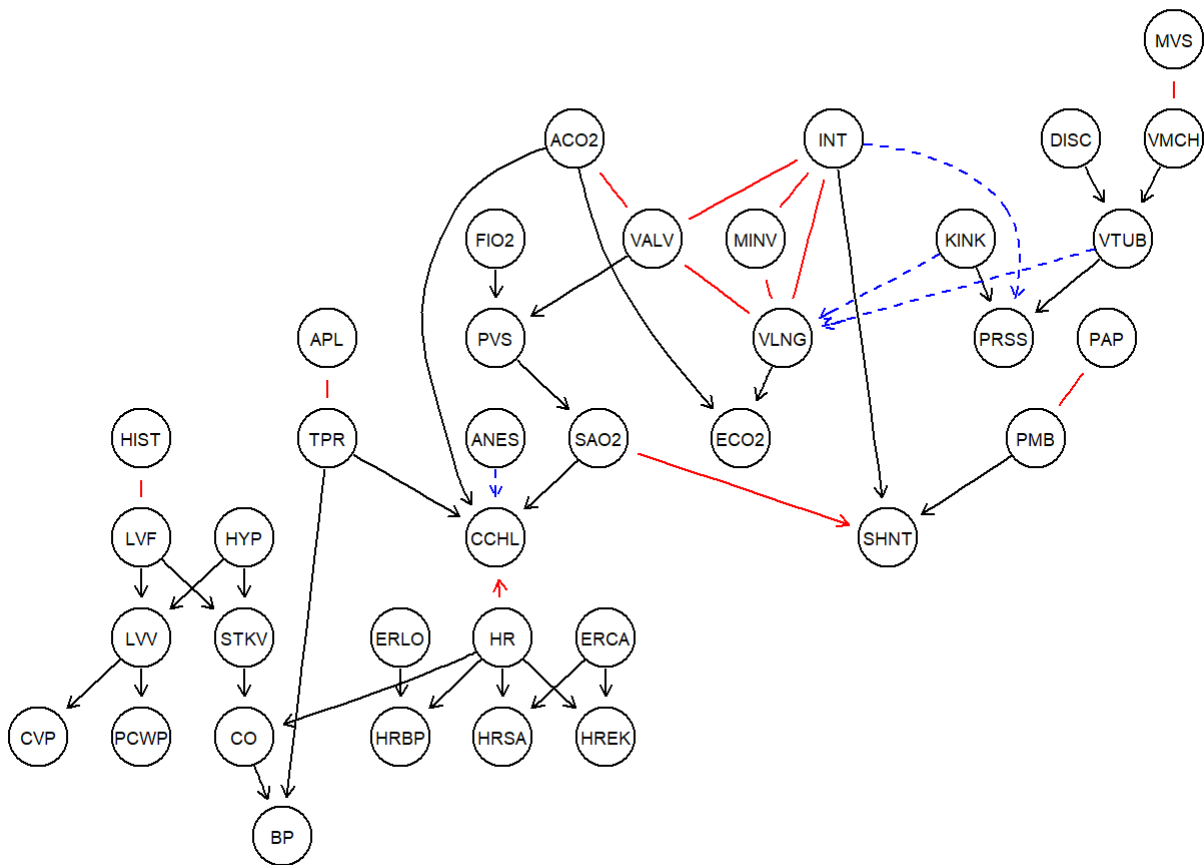 MVS
ACO2
INT
DISC
VMCH
FIO2
VALV
MINV
KINK
VTUB
APL
PVS
VLNG
PRSS
PAP
HIST
TPR
ANES
SAO2
ECO2
PMB
LVF
HYP
CCHL
SHNT
LVV
STKV
ERLO
HR
ERCA
CVP
PCWP
CO
HRBP
HRSA
HREK
BP